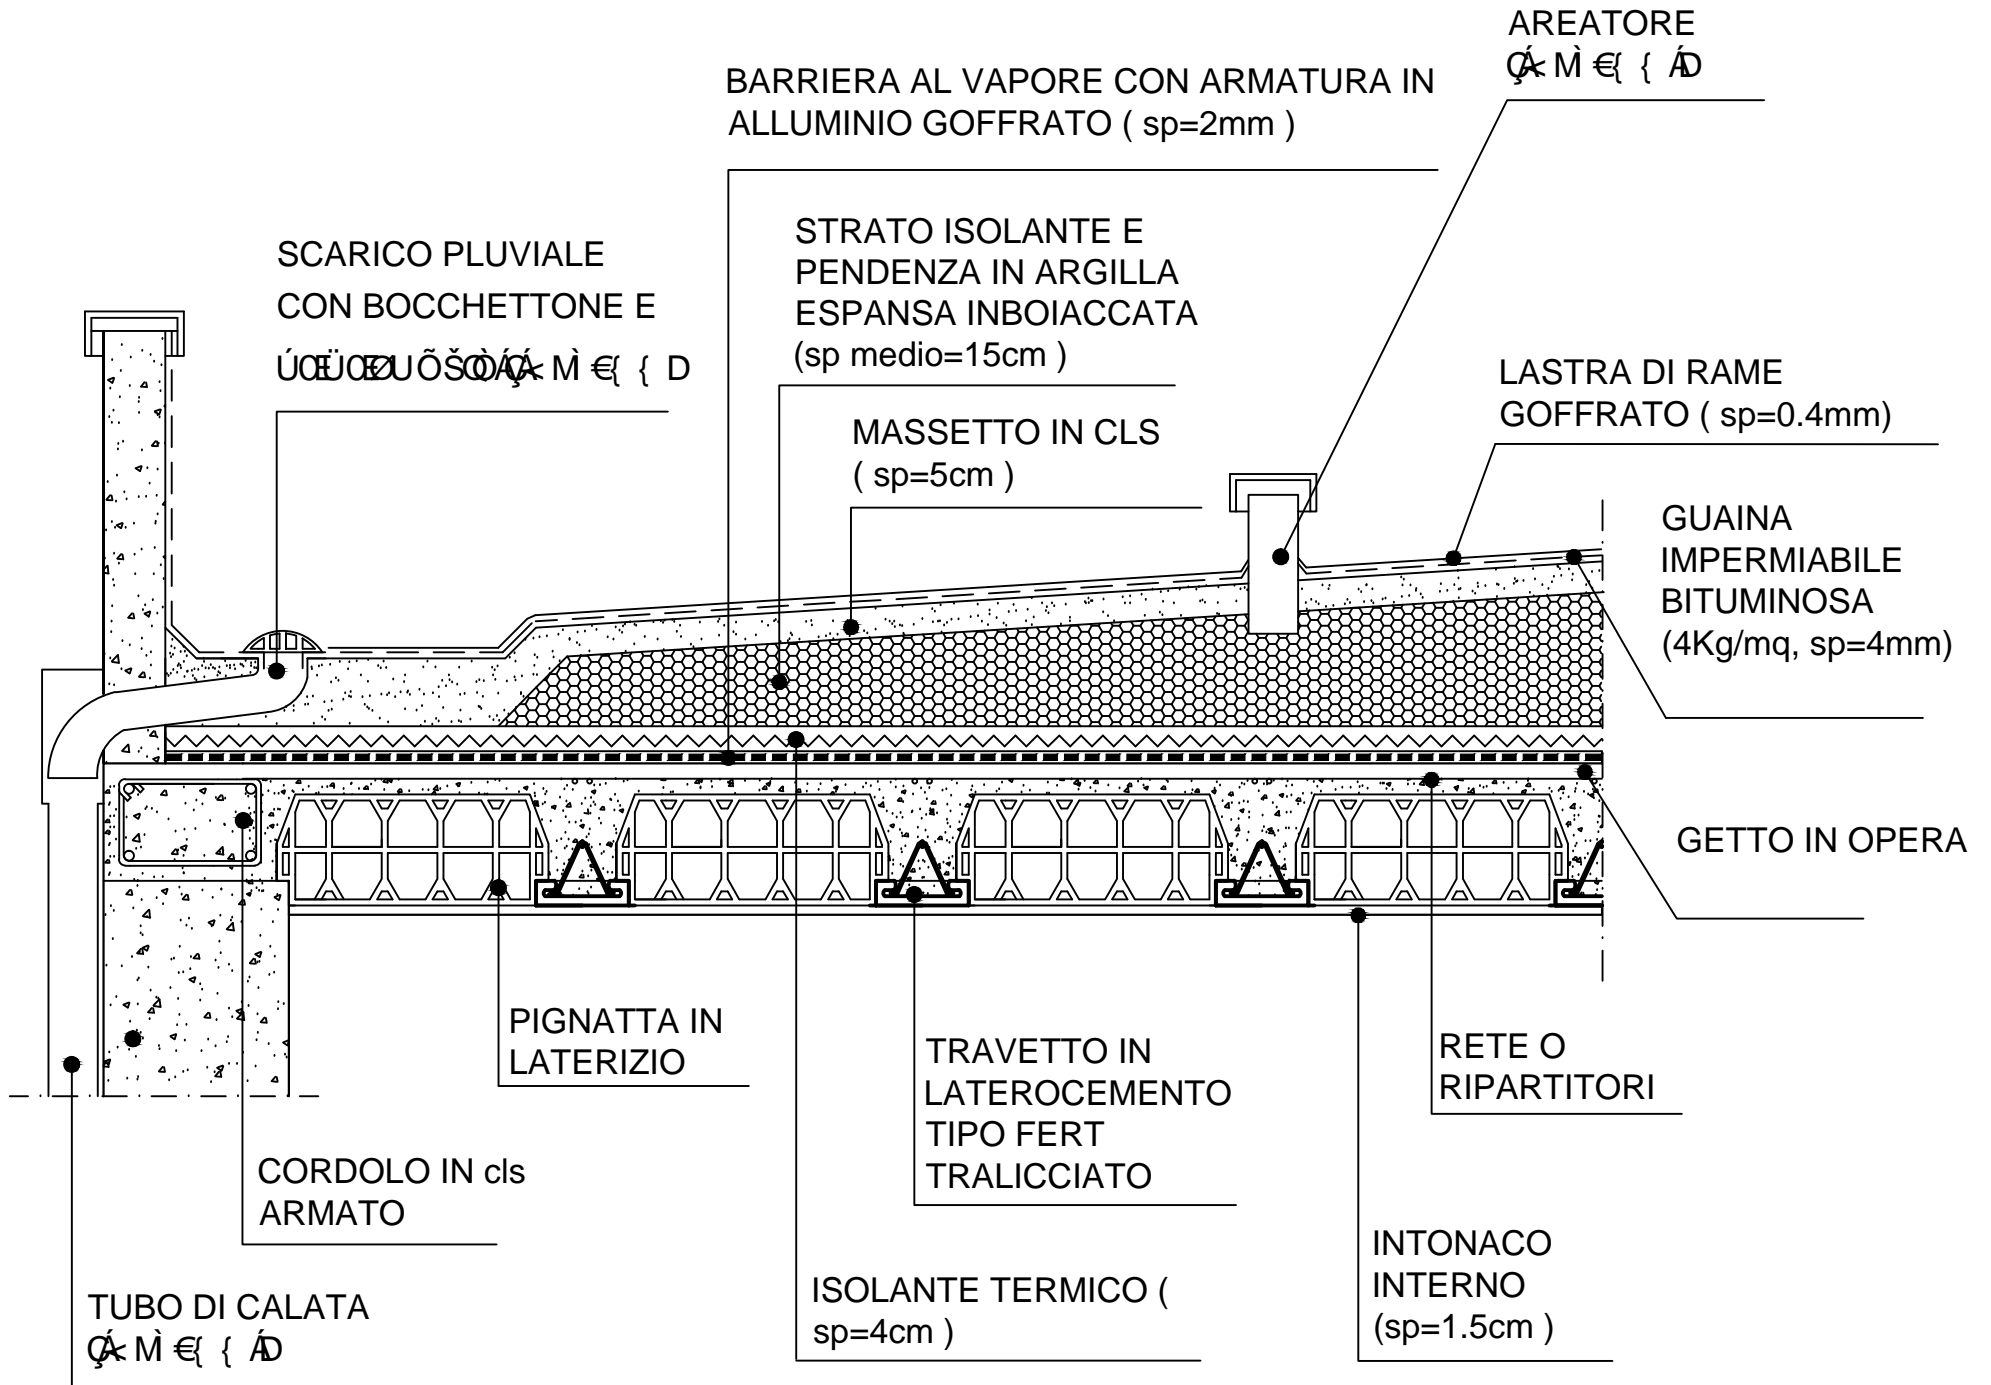 AREATORE
BARRIERA AL VAPORE CON ARMATURA IN
ALLUMINIO GOFFRATO ( sp=2mm )
STRATO ISOLANTE E
PENDENZA IN ARGILLA
ESPANSA INBOIACCATA
(sp medio=15cm )
SCARICO PLUVIALE
CON BOCCHETTONE E
MASSETTO IN CLS
( sp=5cm )
LASTRA DI RAME
GOFFRATO ( sp=0.4mm)
GUAINA
IMPERMIABILE
BITUMINOSA
(4Kg/mq, sp=4mm)
GETTO IN OPERA
PIGNATTA IN
LATERIZIO
TRAVETTO IN
LATEROCEMENTO
TIPO FERT
TRALICCIATO
RETE O
RIPARTITORI
CORDOLO IN cls
ARMATO
INTONACO
INTERNO
(sp=1.5cm )
ISOLANTE TERMICO (
sp=4cm )
TUBO DI CALATA